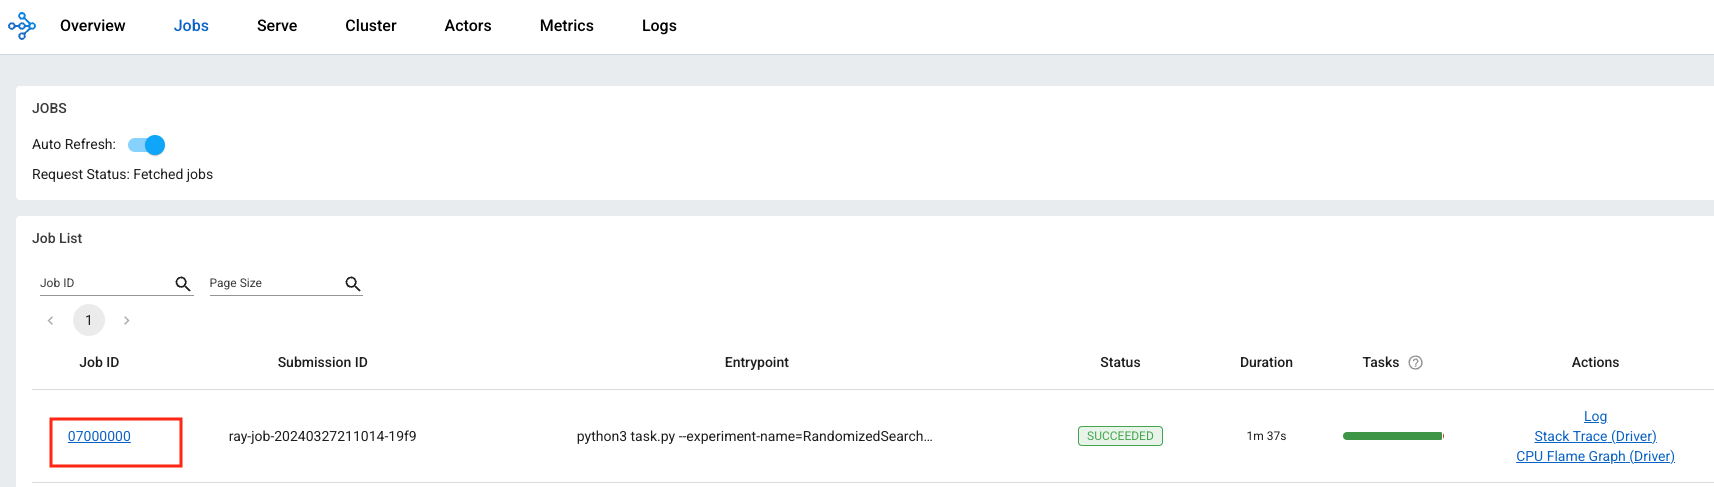 Overview Jobs Serve Cluster Actors Metrics Logs
JOBS
Auto Refresh:
Request Status: Fetched jobs
Job List
Job ID Page Size
1
Job ID Submission ID Entrypoint Status Duration Tasks ? Actions
07000000 ray-job-20240327211014-19f9 python3 task.py --experiment-name=RandomizedSearch... SUCCEEDED 1m 37s Log
Stack Trace (Driver)
CPU Flame Graph (Driver)